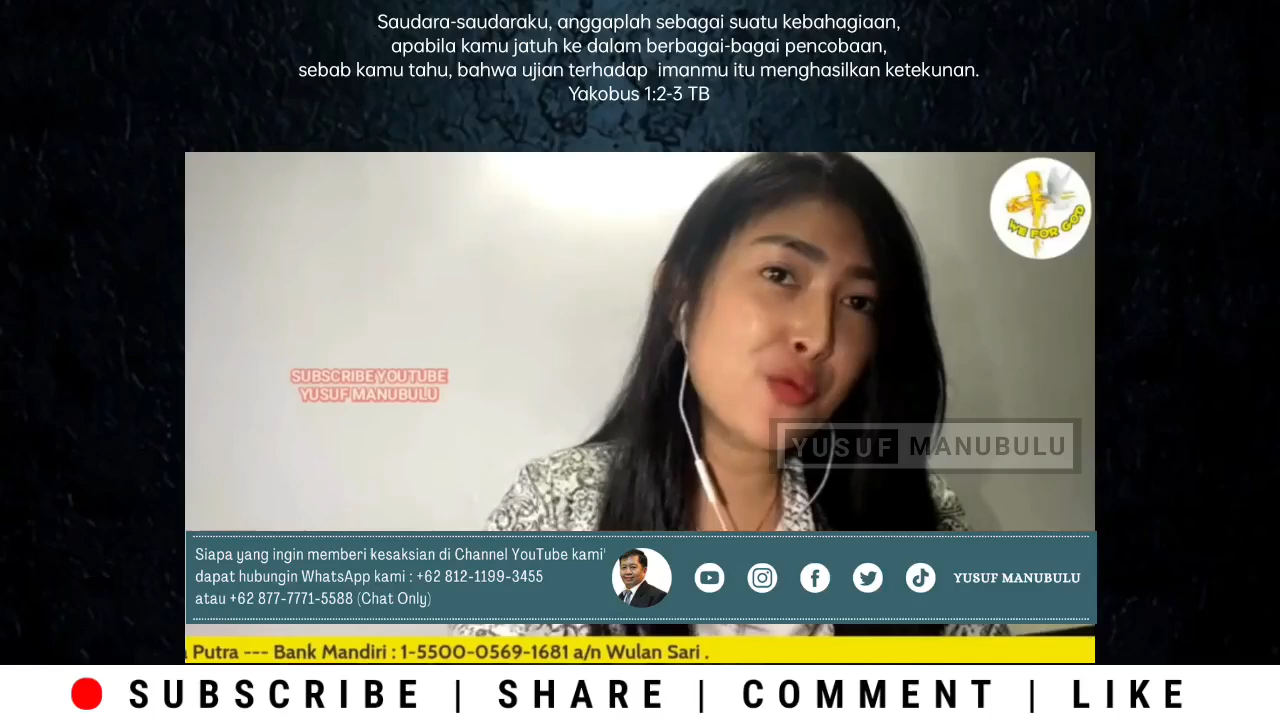 Saudara-saudaraku, anggaplah sebagai suatu kebahagiaan,
apabila kamu jatuh ke dalam berbagai-bagai pencobaan,
sebab kamu tahu, bahwa ujian terhadap imanmu itu menghasilkan ketekunan.
Yakobus 1:2-3 TB
WE FOR GOD
SUBSCRIBE YOUTUBE
YUSUF MANUBULU
YUSUF MANUBULU
Siapa yang ingin memberi kesaksian di Channel YouTube kami'
dapat hubungin WhatsApp kami : +62 812-1199-3455
atau +62 877-7771-5588 (Chat Only)
YUSUF MANUBULU
Putra --- Bank Mandiri : 1-5500-0569-1681 a/n Wulan Sari .
SUBSCRIBE | SHARE | COMMENT | LIKE